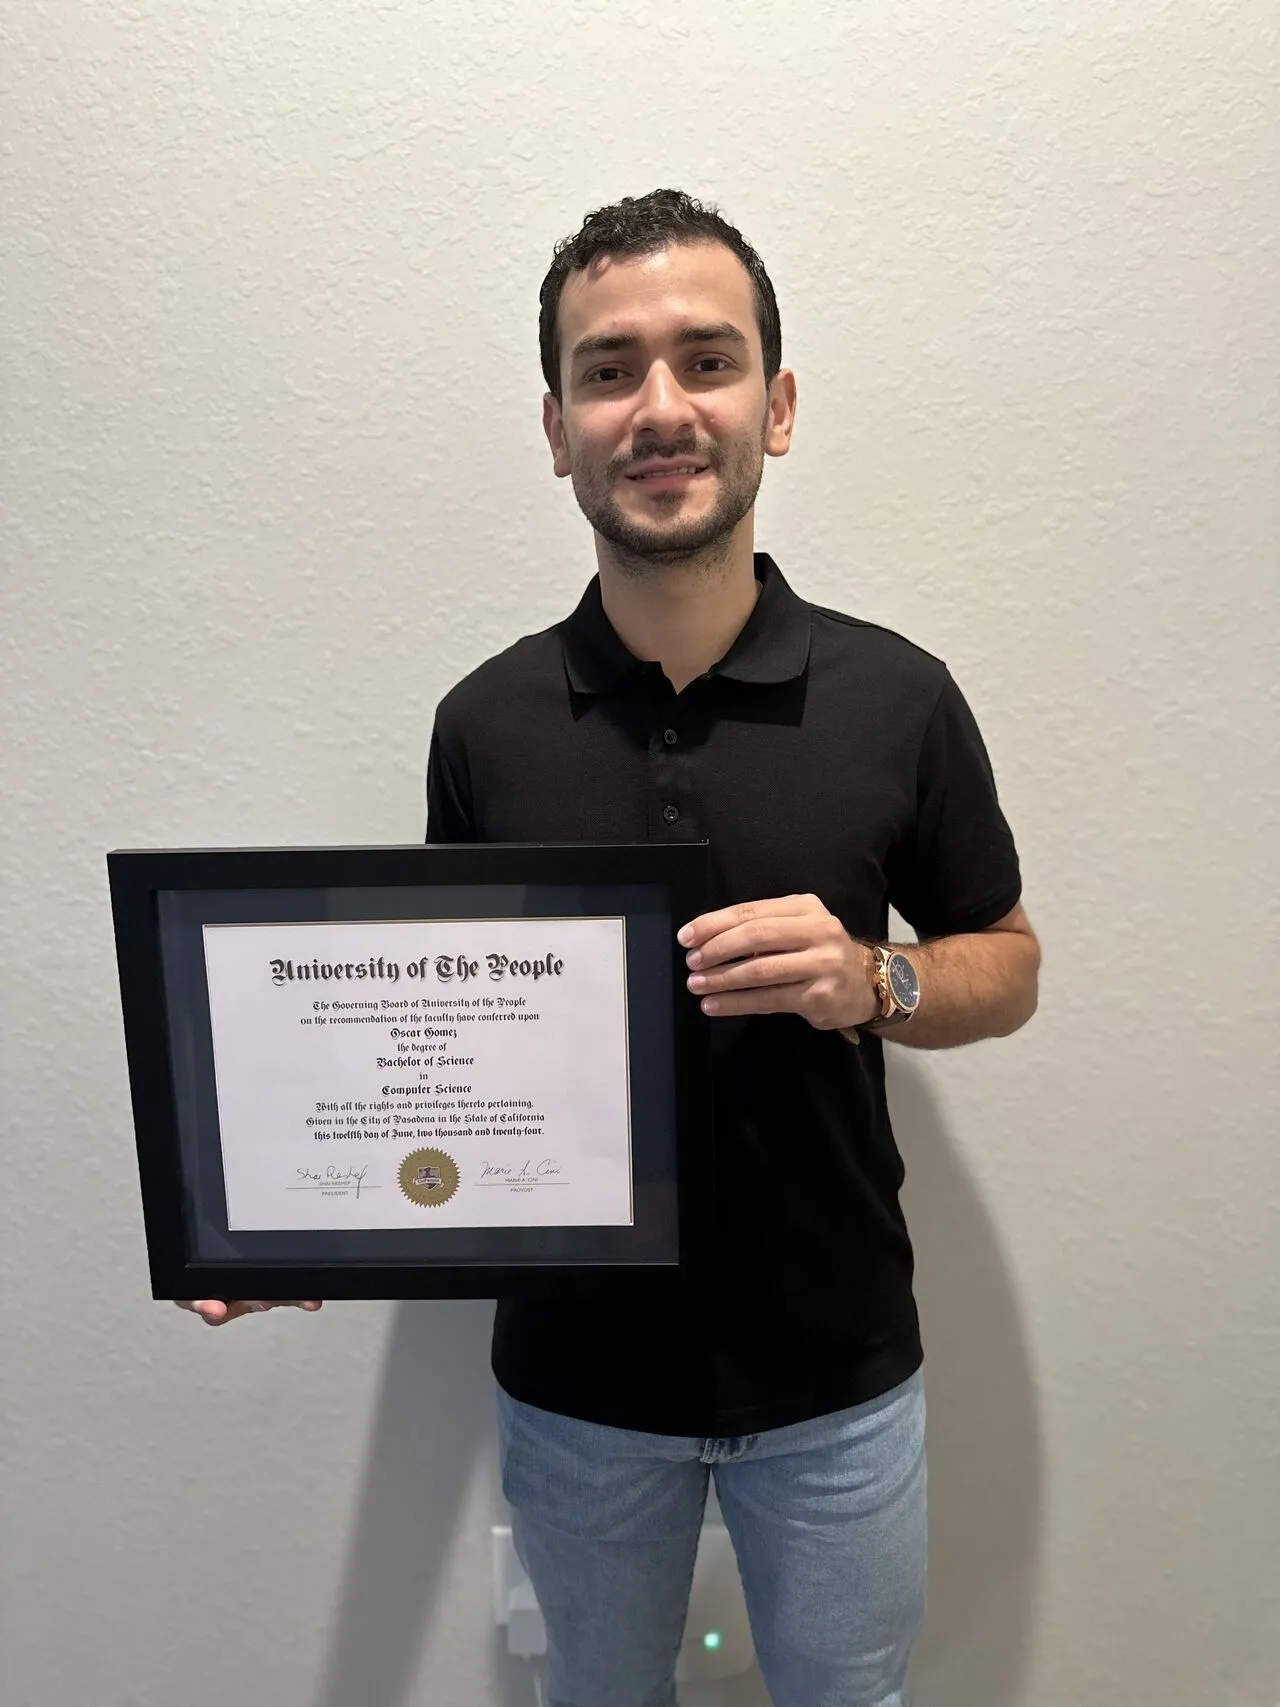 University of The People
The Governing Board of University of the People
on the recommendation of the faculty have conferred upon
Oscar Gomez
the degree of
Bachelor of Science
in
Computer Science
With all the rights and privileges thereto pertaining.
Given in the City of Pasadena in the State of California
this twelfth day of June, two thousand and twenty-four.
Shai Reshef
Marie A. Cini
SHAI RESHEF
MARIE A. CINI
PRESIDENT
PROVOST